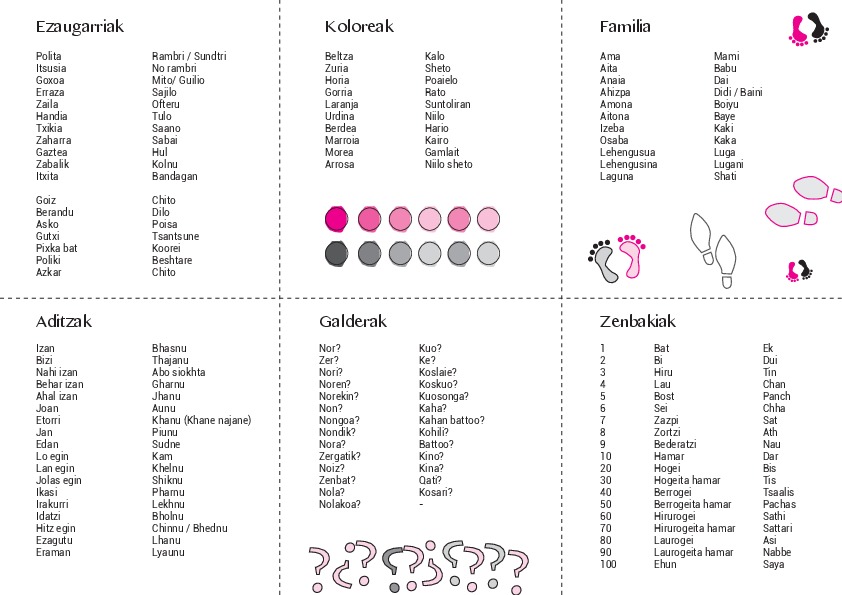 Ezaugarriak
Polita Rambri / Sundtri
Itsusia No rambri
Goxoa Mito/ Guilio
Erraza Sajilo
Zaila Ofteru
Handia Tulo
Txikia Saano
Zaharra Sabai
Gaztea Hul
Zabalik Kolnu
Itxita Bandagan
Goiz Chito
Berandu Dilo
Asko Poisa
Gutxi Tsantsune
Pixka bat Koorei
Poliki Beshtare
Azkar Chito
Koloreak
Beltza Kalo
Zuria Sheto
Horia Poaielo
Gorria Rato
Laranja Suntoliran
Urdina Niilo
Berdea Hario
Marroia Kairo
Morea Gamlait
Arrosa Niilo sheto
Familia
Ama Mami
Aita Babu
Anaia Dai
Ahizpa Didi / Baini
Amona Boiyu
Aitona Baye
Izeba Kaki
Osaba Kaka
Lehengusua Luga
Lehengusina Lugani
Laguna Shati
Aditzak
Izan Bhasnu
Bizi Thajanu
Nahi izan Abo siokhta
Behar izan Gharnu
Ahal izan Jhanu
Joan Aunu
Etorri Khanu (Khane najane)
Jan Piunu
Edan Sudne
Lo egin Kam
Lan egin Khelnu
Jolas egin Shiknu
Ikasi Pharnu
Irakurri Lekhnu
Idatzi Bholnu
Hitz egin Chinnu / Bhednu
Ezagutu Lhanu
Eraman Lyaunu
Galderak
Nor? Kuo?
Zer? Ke?
Nori? Koslaie?
Noren? Koskuo?
Norekin? Kuosonga?
Non? Kaha?
Nongoa? Kahan battoo?
Nondik? Kohili?
Nora? Battoo?
Zergatik? Kino?
Noiz? Kina?
Zenbat? Qati?
Nola? Kosari?
Nolakoa? -
Zenbakiak
1 Bat Ek
2 Bi Dui
3 Hiru Tin
4 Lau Chan
5 Bost Panch
6 Sei Chha
7 Zazpi Sat
8 Zortzi Ath
9 Bederatzi Nau
10 Hamar Dar
20 Hogei Bis
30 Hogeita hamar Tis
40 Berrogei Tsaalis
50 Berrogeita hamar Pachas
60 Hirurogei Sathi
70 Hirurogeita hamar Sattari
80 Laurogei Asi
90 Laurogeita hamar Nabbe
100 Ehun Saya